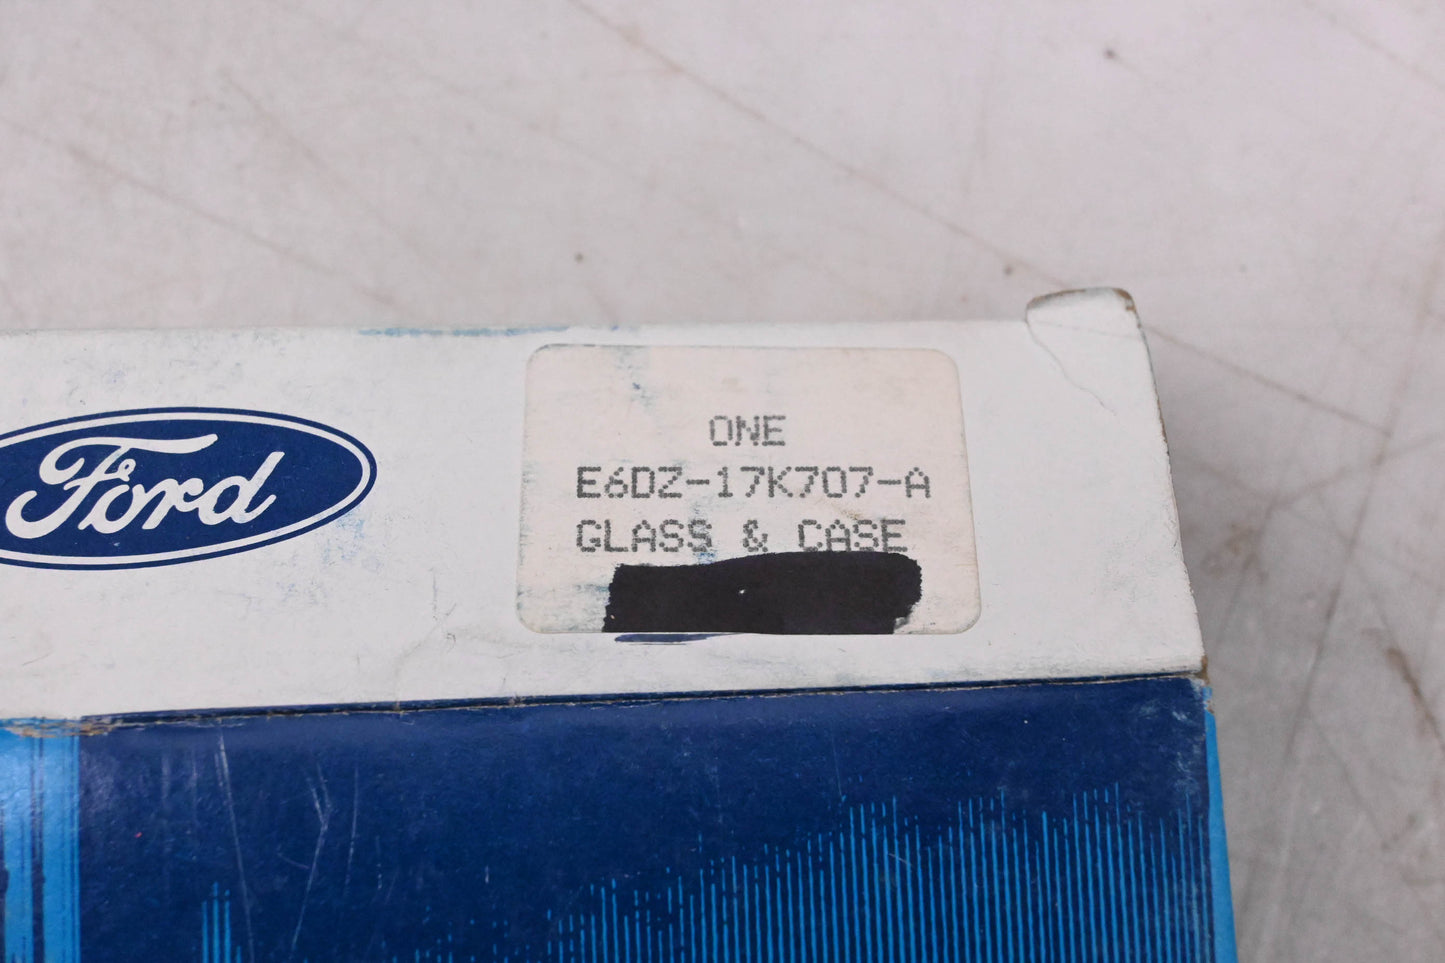 Ford
ONE
E6DZ-17K707-A
GLASS & CASE